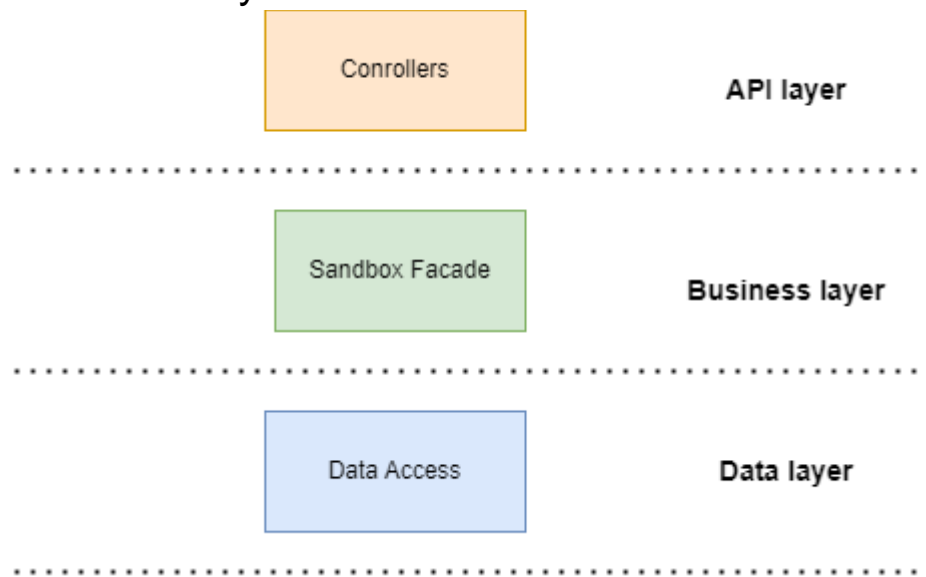 Conrollers
API layer
Sandbox Facade
Business layer
Data Access
Data layer